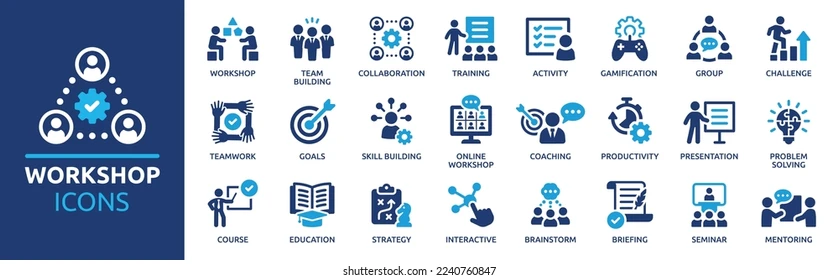 WORKSHOP
ICONS
WORKSHOP
TEAM
BUILDING
COLLABORATION
TRAINING
ACTIVITY
GAMIFICATION
GROUP
CHALLENGE
TEAMWORK
GOALS
SKILL BUILDING
ONLINE
WORKSHOP
COACHING
PRODUCTIVITY
PRESENTATION
PROBLEM
SOLVING
COURSE
EDUCATION
STRATEGY
INTERACTIVE
BRAINSTORM
BRIEFING
SEMINAR
MENTORING
shutterstock.com · 2240760847